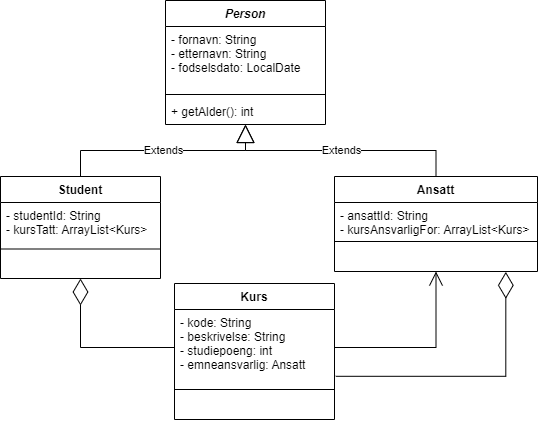 Person
- fornavn: String
- etternavn: String
- fodselsdato: LocalDate
+ getAlder(): int
Extends
Extends
Student
- studentId: String
- kursTatt: ArrayList<Kurs>
Ansatt
- ansattId: String
- kursAnsvarligFor: ArrayList<Kurs>
Kurs
- kode: String
- beskrivelse: String
- studiepoeng: int
- emneansvarlig: Ansatt